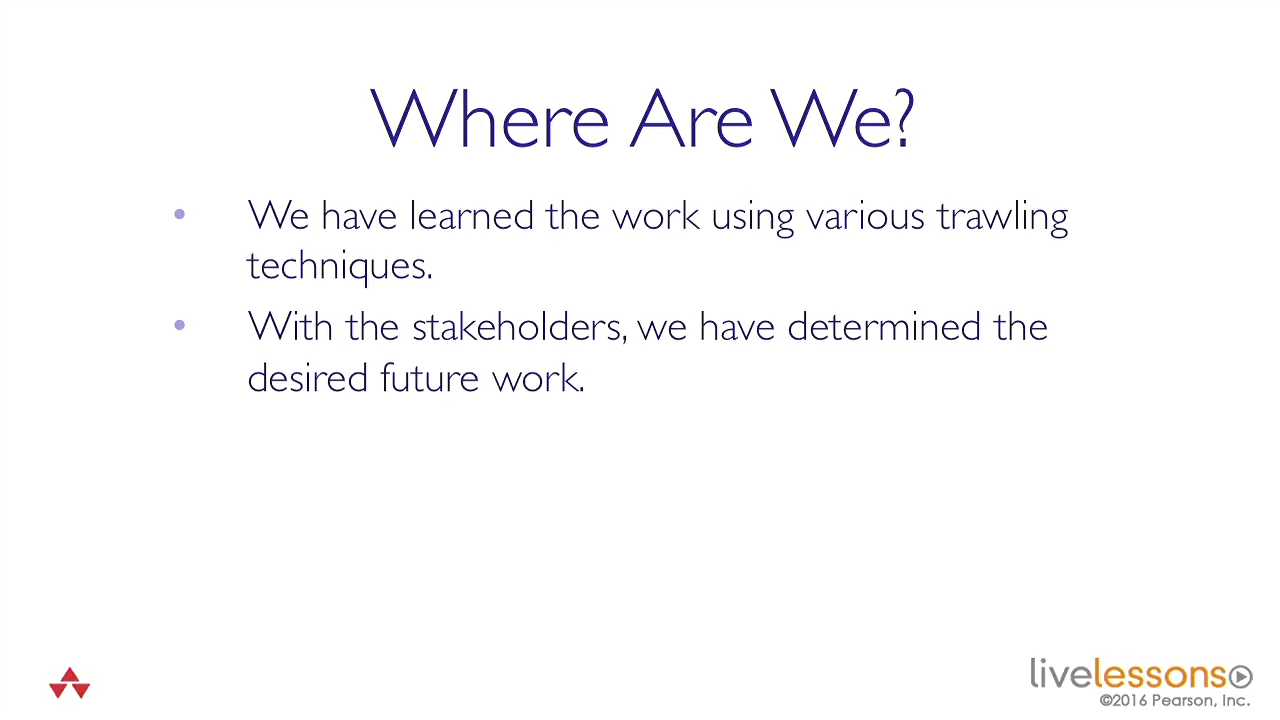 Where Are We?
• We have learned the work using various trawling
techniques.
• With the stakeholders, we have determined the
desired future work.
livelessons
©2016 Pearson, Inc.